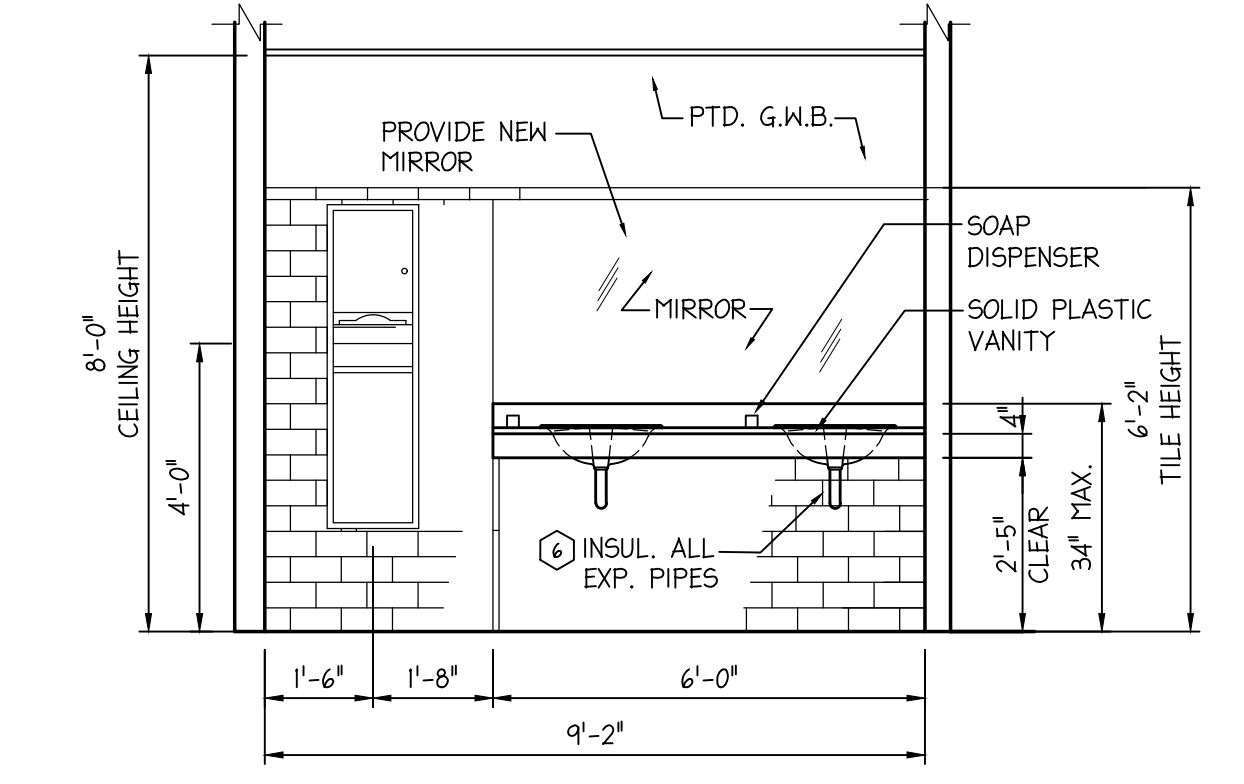 PTD. G.W.B.
PROVIDE NEW
MIRROR
SOAP
DISPENSER
MIRROR
SOLID PLASTIC
VANITY
8'-0"
CEILING HEIGHT
4'-0"
4"
6'-2"
TILE HEIGHT
2'-5"
CLEAR
34" MAX.
6 INSUL. ALL
EXP. PIPES
1'-6"
1'-8"
6'-0"
9'-2"